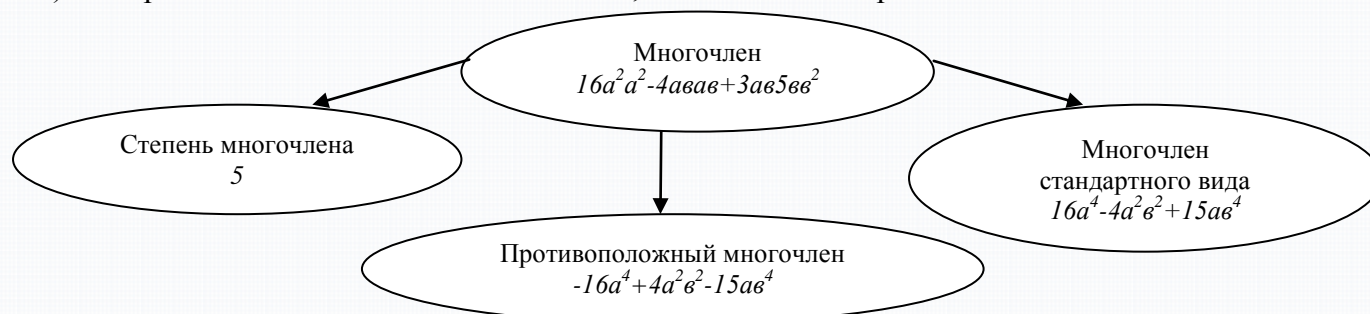 Многочлен
16а²а²-4авав+3ав5вв²
Степень многочлена
5
Многочлен
стандартного вида
16а⁴-4а²в²+15ав⁴
Противоположный многочлен
-16а⁴+4а²в²-15ав⁴